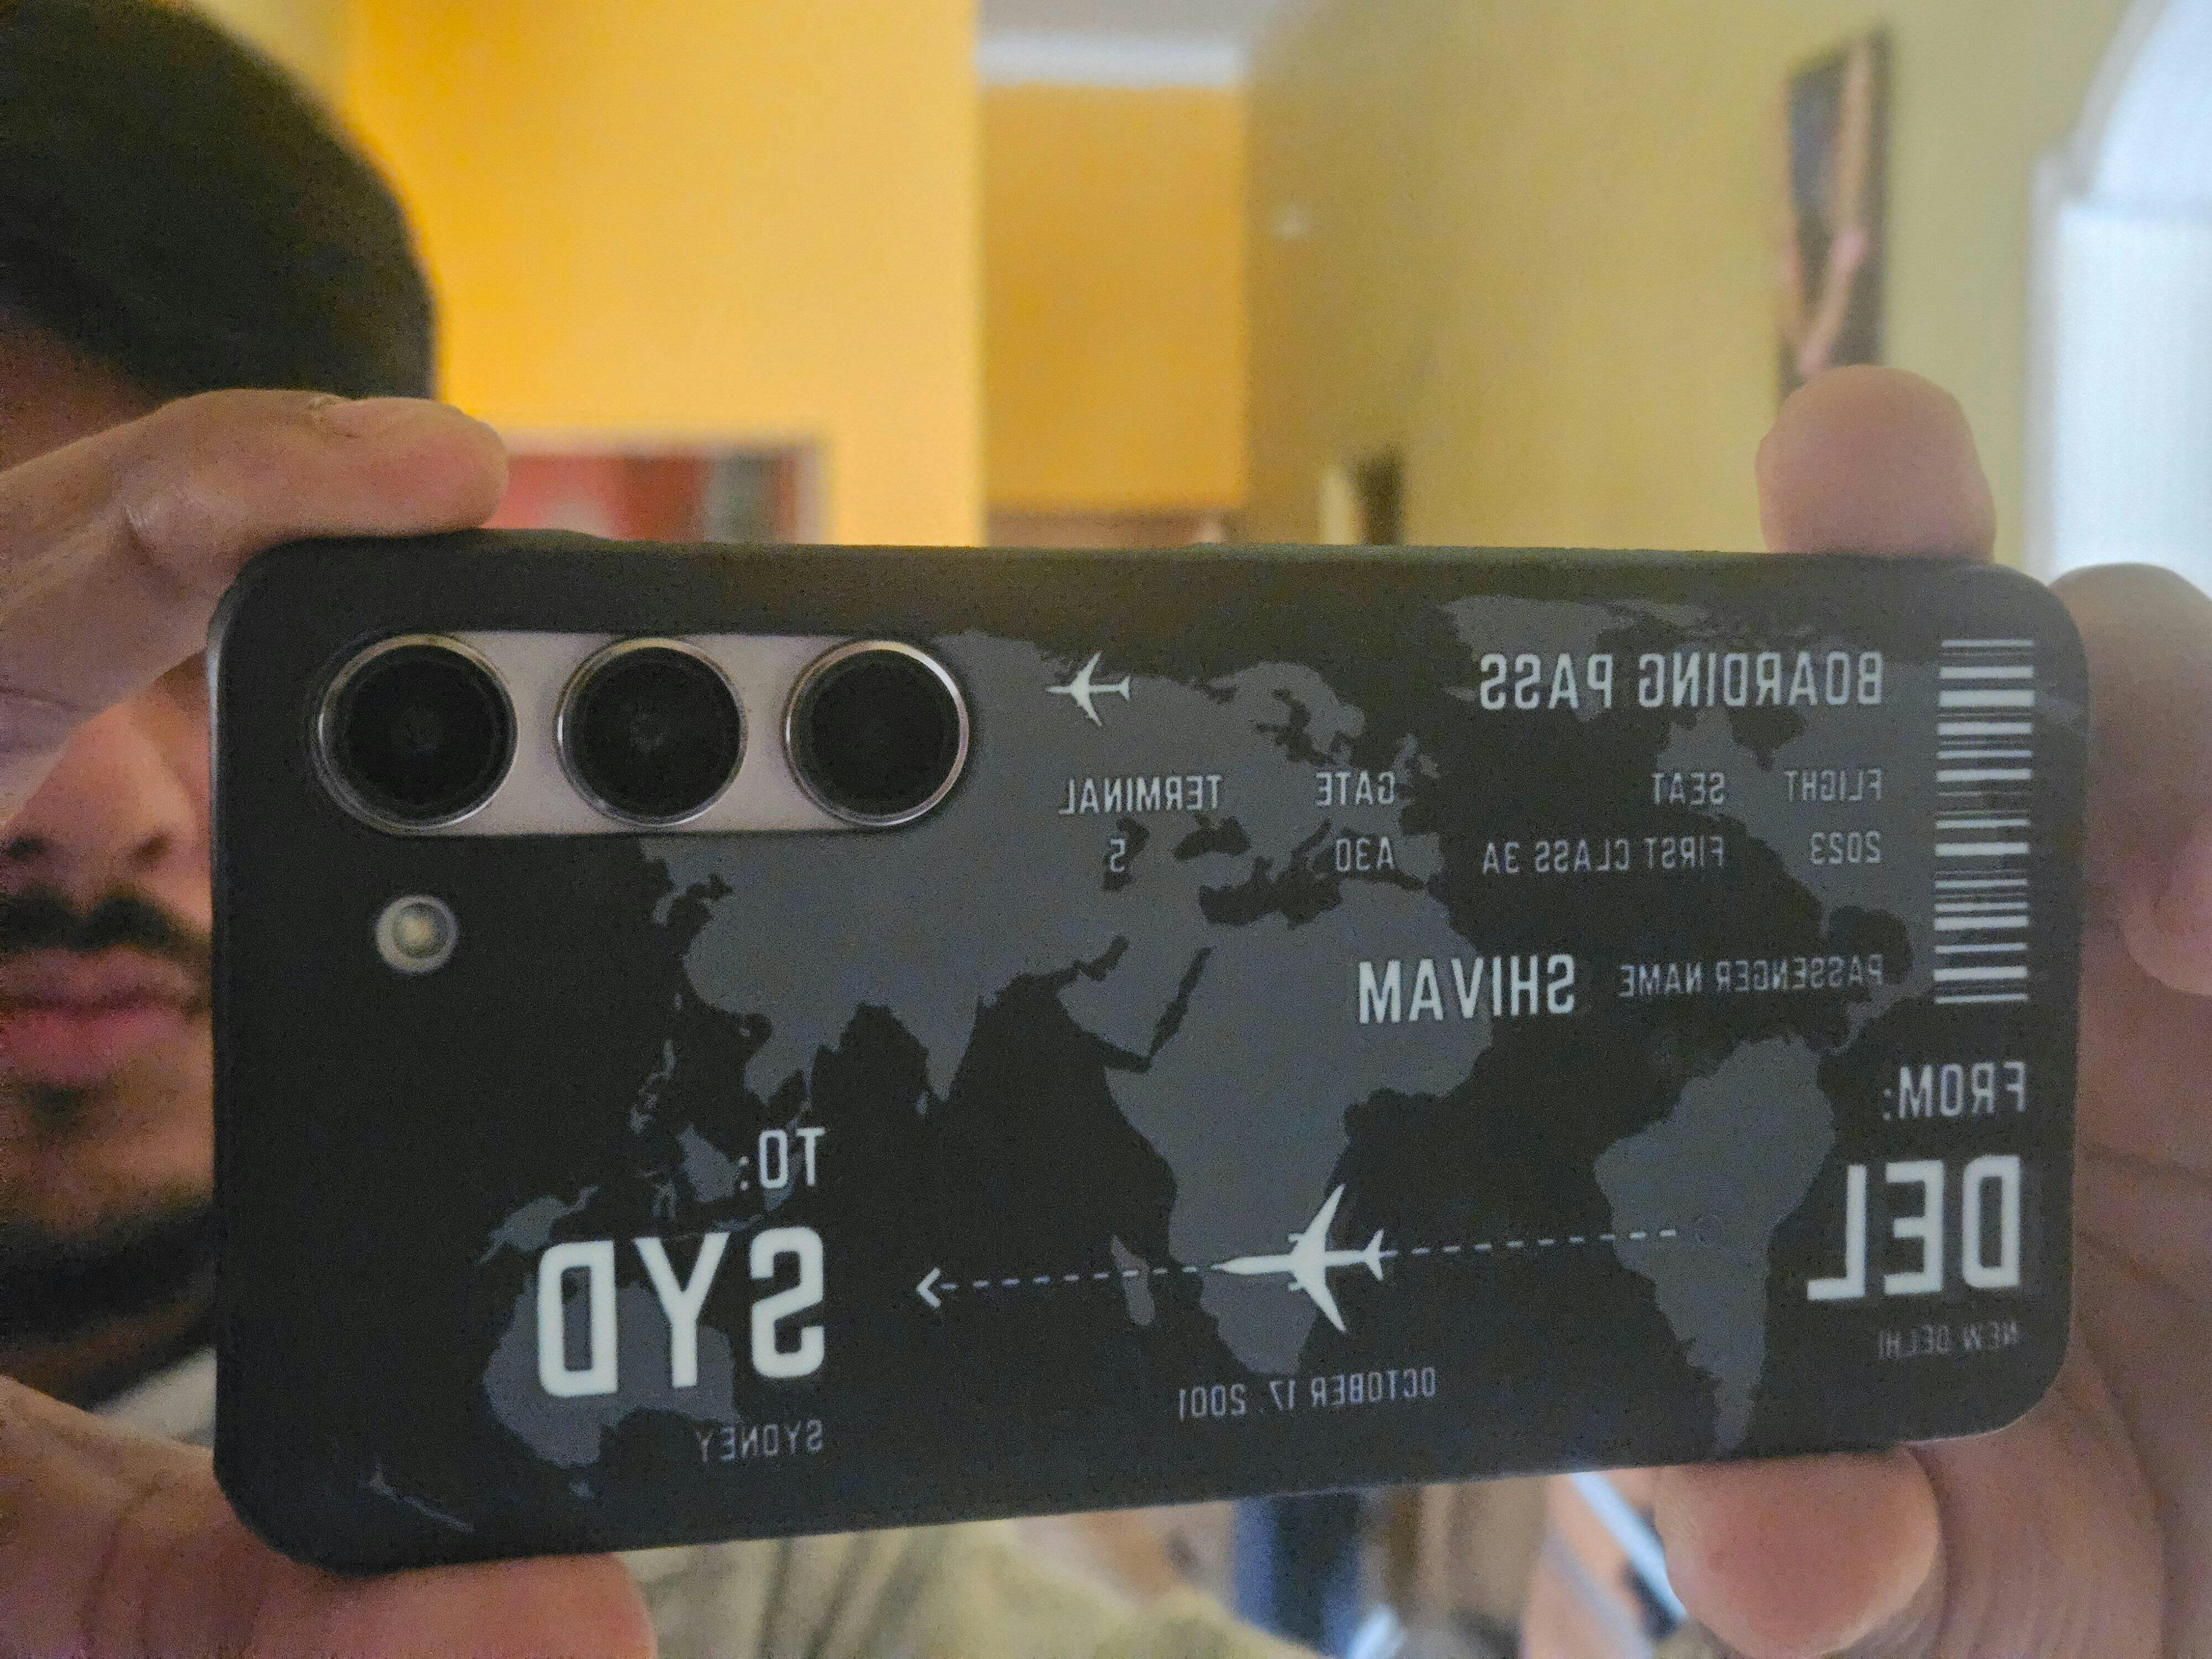 BOARDING PASS
FLIGHT SEAT GATE TERMINAL
2023 FIRST CLASS 3A A30 5
PASSENGER NAME SHIVAM
FROM:
DEL
NEW DELHI
TO:
SYD
SYDNEY
OCTOBER 17, 2001